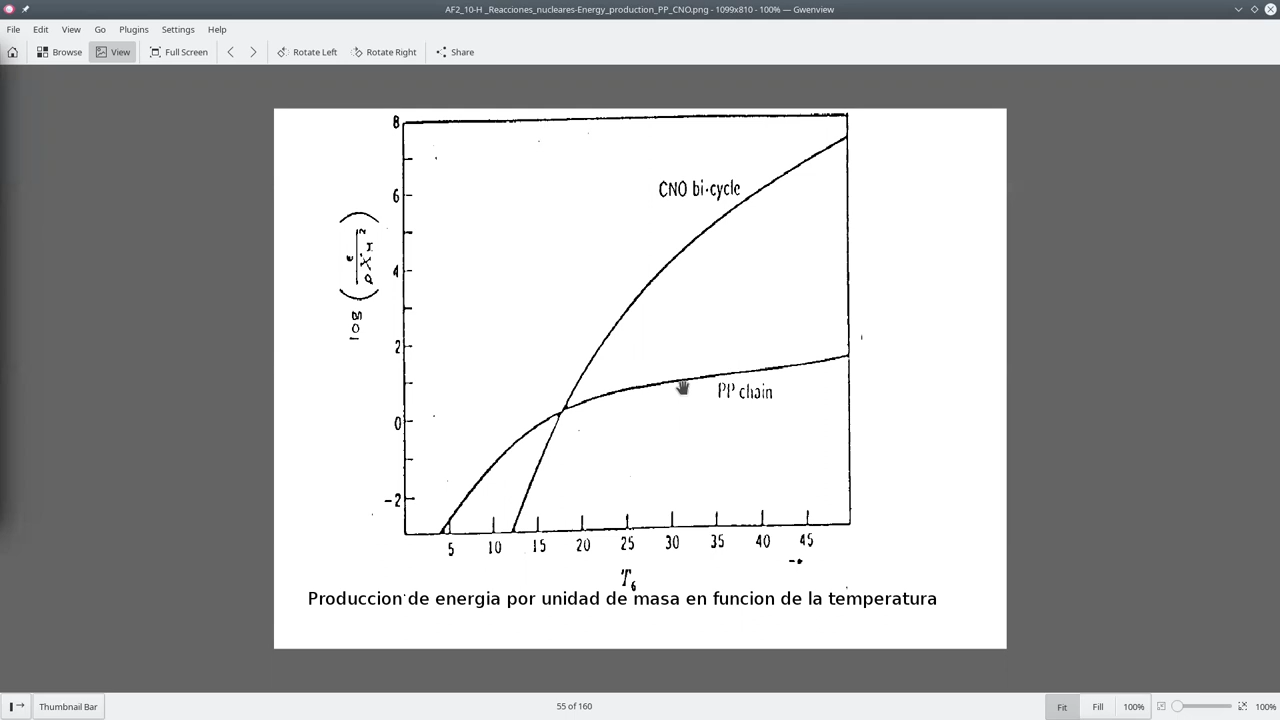 AF2_10-H _Reacciones_nucleares-Energy_production_PP_CNO.png - 1099x810 - 100% — Gwenview
File Edit View Go Plugins Settings Help
Browse View Full Screen Rotate Left Rotate Right Share
8
6
4
2
0
-2
log ( ε / ρX²H )
CNO bi-cycle
PP chain
5 10 15 20 25 30 35 40 45
T6
Produccion de energia por unidad de masa en funcion de la temperatura
Thumbnail Bar
55 of 160
Fit Fill 100% 100%